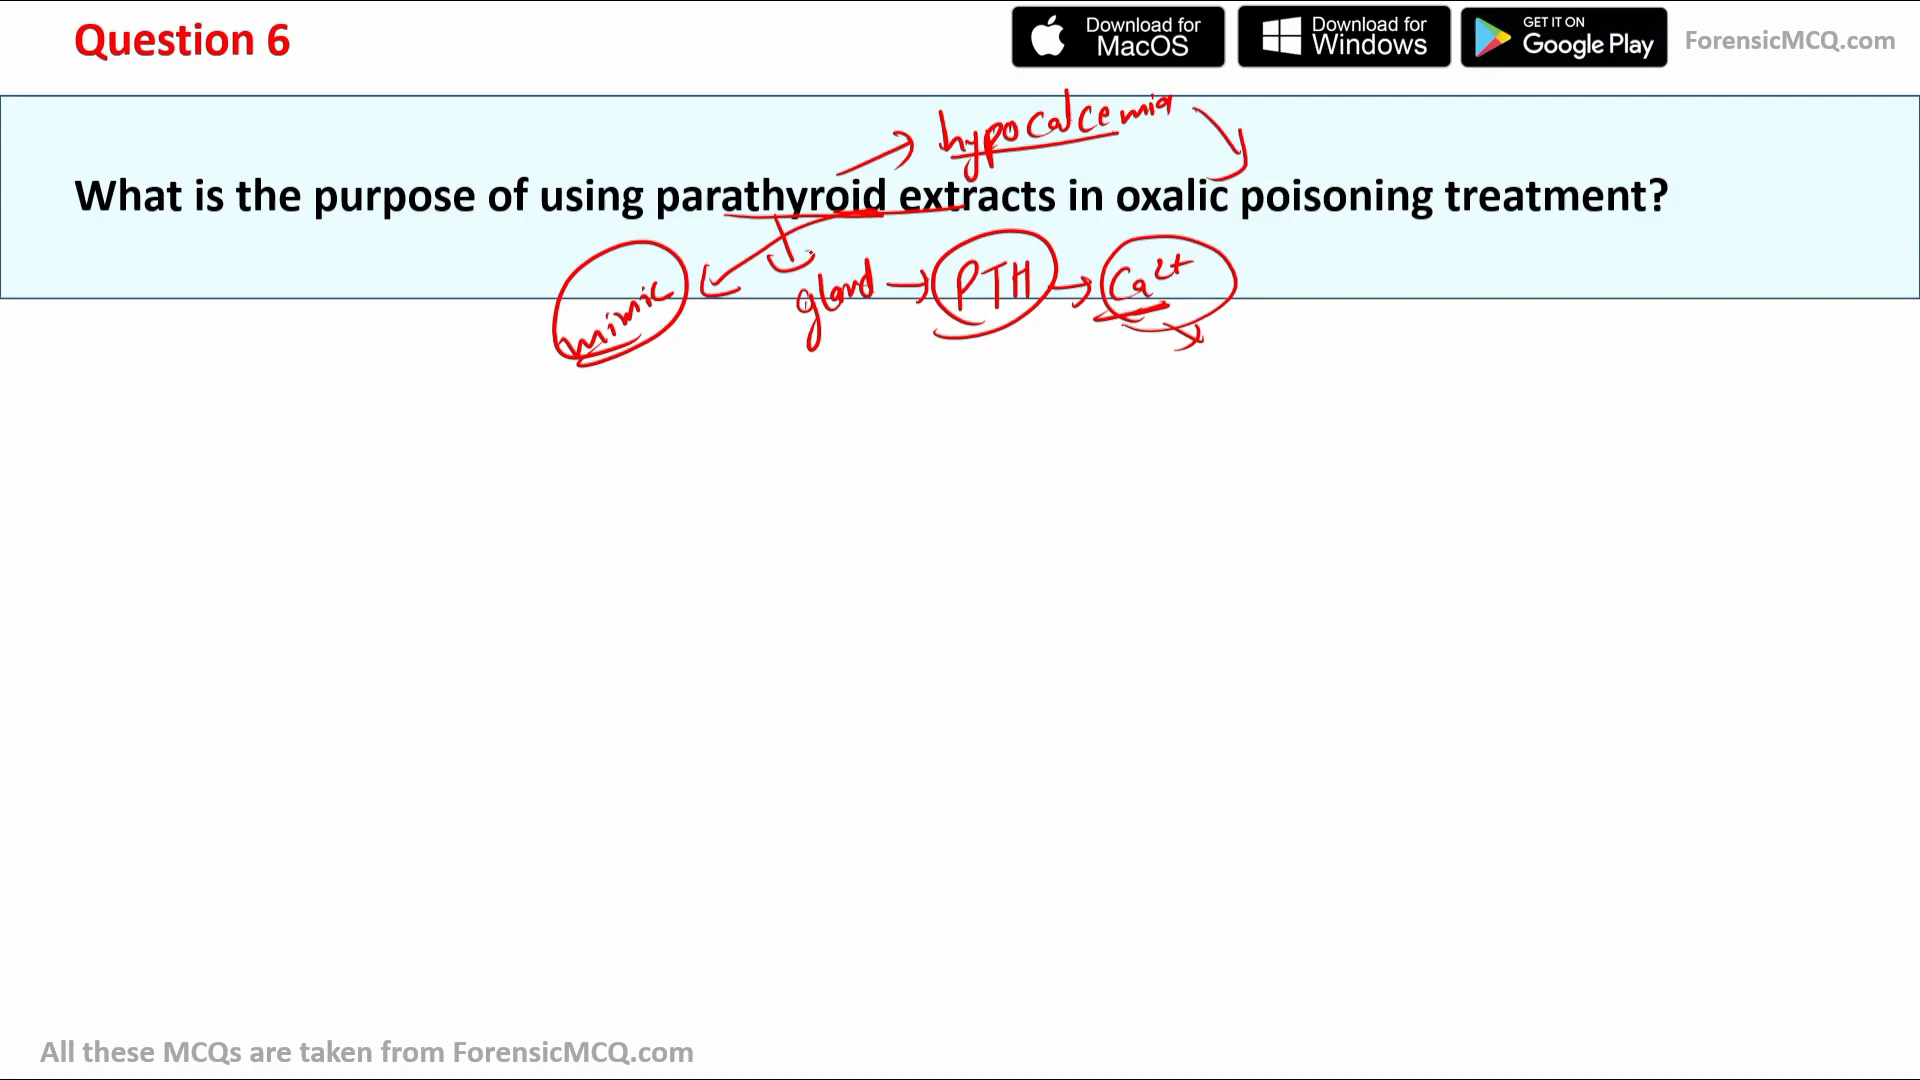 Question 6
Download for
MacOS
Download for
Windows
GET IT ON
Google Play
ForensicMCQ.com
hypocalcemia
What is the purpose of using parathyroid extracts in oxalic poisoning treatment?
mimic
gland → PTH → Ca2+
All these MCQs are taken from ForensicMCQ.com